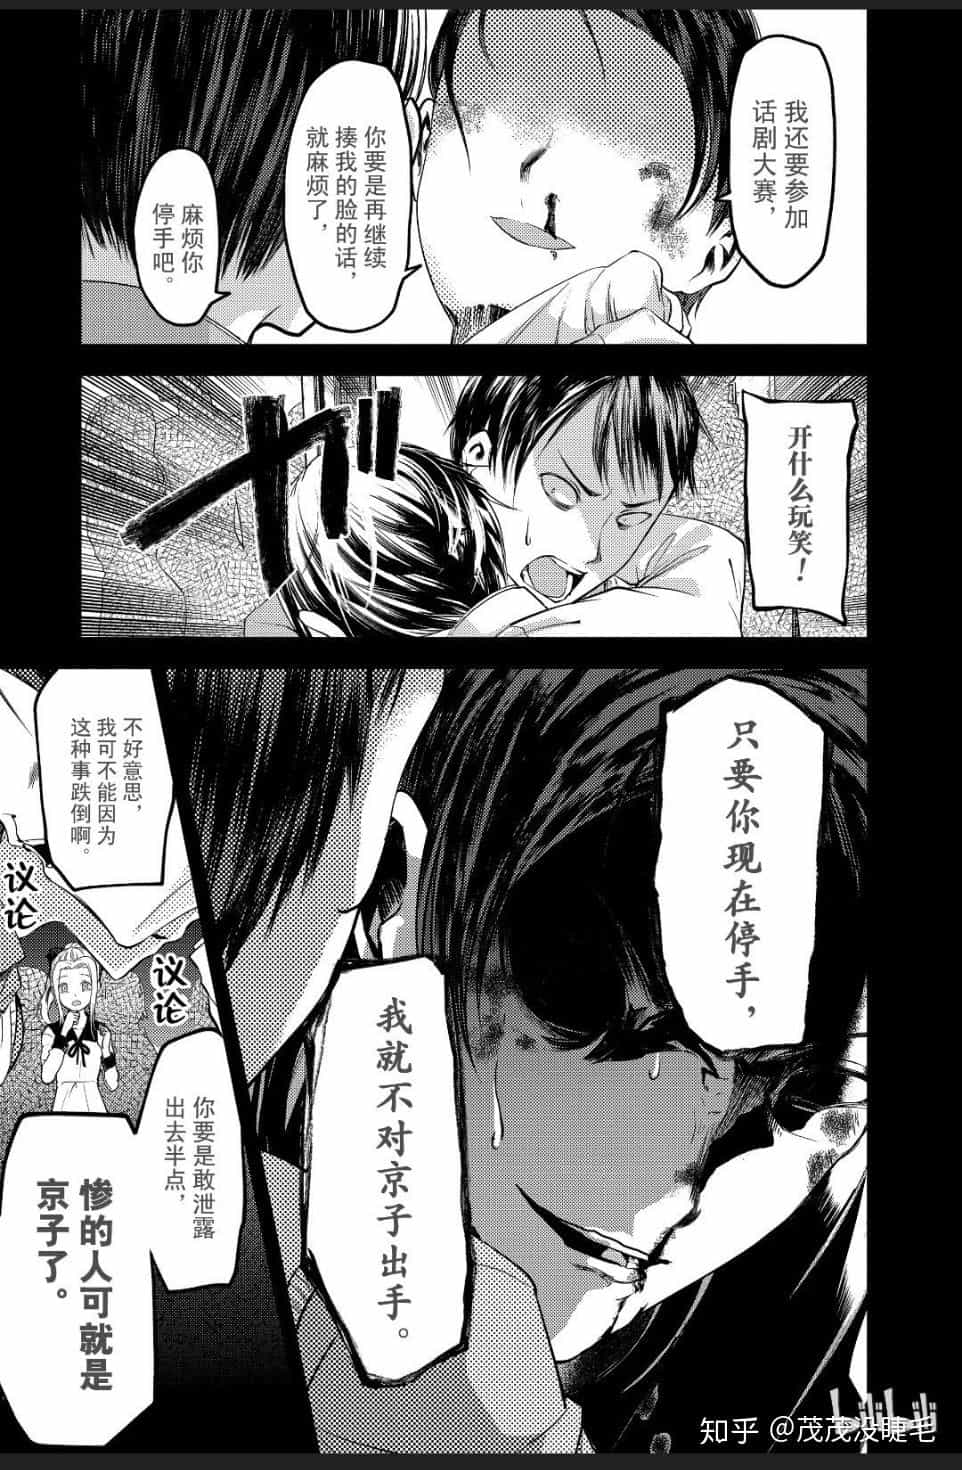 我还要参加
话剧大赛，
你要是再继续
揍我的脸的话，
就麻烦了，
麻烦你
停手吧。
开什么玩笑！
ガ
只要你现在停手，
我就不对京子出手。
不好意思，
我可不能因为
这种事跌倒啊。
议论
议论
你要是敢泄露
出去半点，
惨的人可就是
京子了。
bilibili
知乎 @茂茂没睫毛